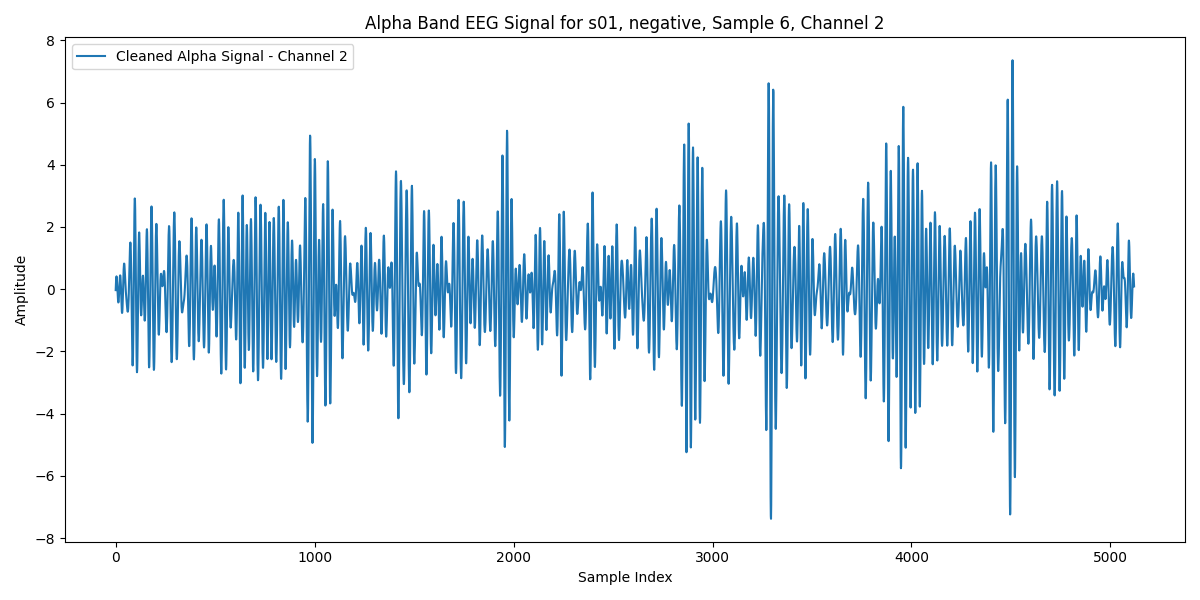 Alpha Band EEG Signal for s01, negative, Sample 6, Channel 2
Cleaned Alpha Signal - Channel 2
Amplitude
8
6
4
2
0
−2
−4
−6
−8
0 1000 2000 3000 4000 5000
Sample Index